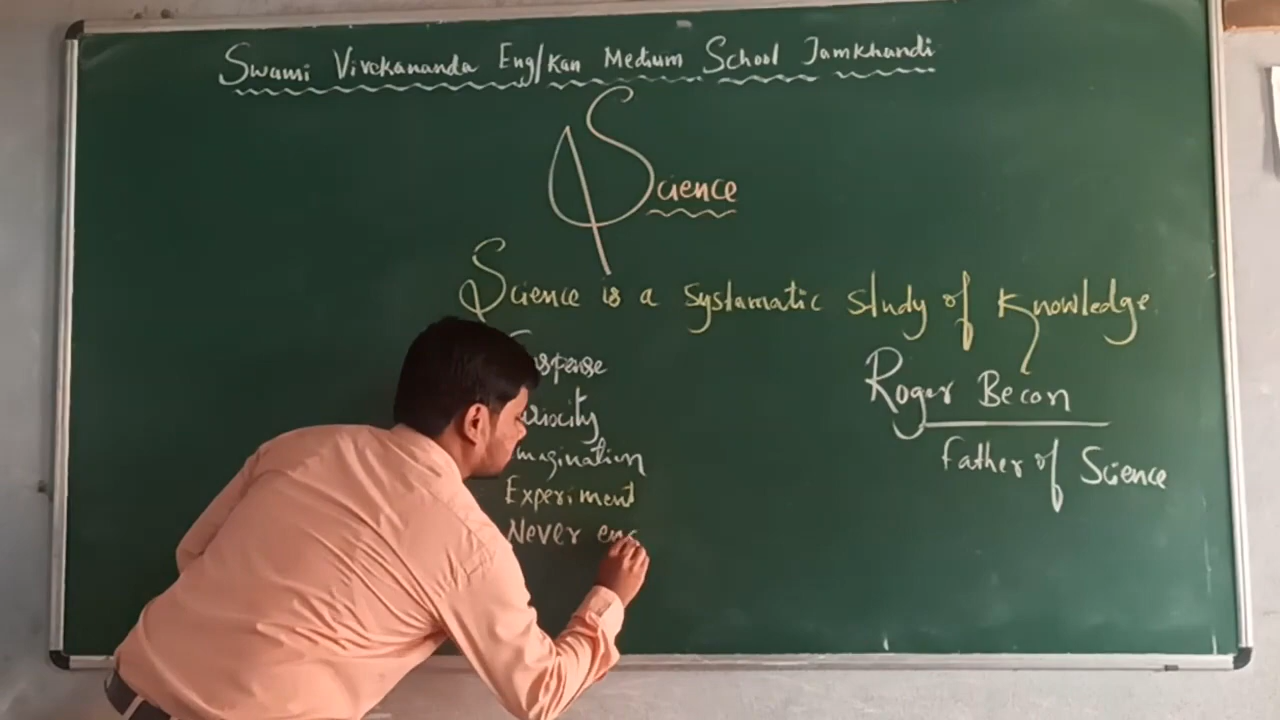 Swami Vivekananda Eng/Kan Medium School Jamkhandi
Science
Science is a Systamatic Study of Knowledge
Roger Becon
Father of Science
Experiment
Never